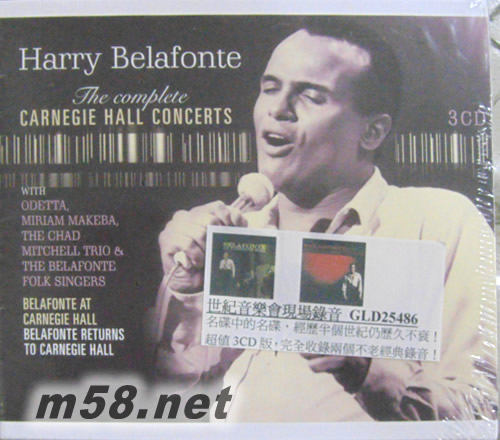 Harry Belafonte
The complete
CARNEGIE HALL CONCERTS
3CD
WITH
ODETTA,
MIRIAM MAKEBA,
THE CHAD
MITCHELL TRIO &
THE BELAFONTE
FOLK SINGERS
BELAFONTE AT
CARNEGIE HALL
BELAFONTE RETURNS
TO CARNEGIE HALL
BELAFONTE
世紀音樂會現場錄音 GLD25486
名碟中的名碟，經歷半個世紀仍歷久不衰！
超值 3CD 版，完全收錄兩個不老經典錄音！
m58.net